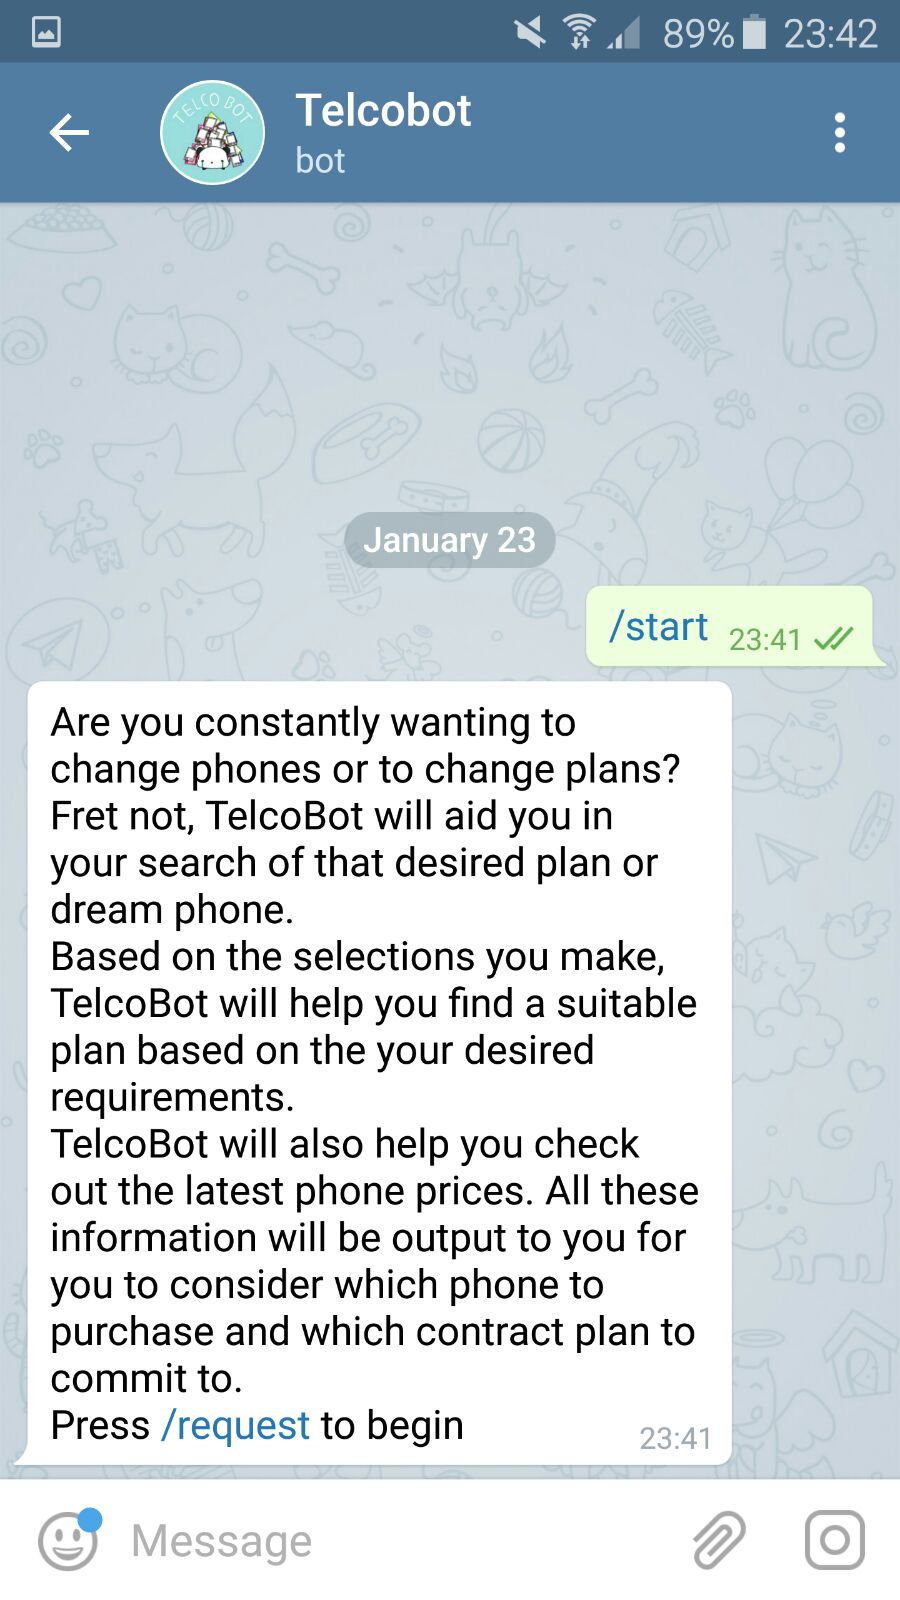 89% 23:42
TELCO BOT
Telcobot
bot
January 23
/start 23:41
Are you constantly wanting to
change phones or to change plans?
Fret not, TelcoBot will aid you in
your search of that desired plan or
dream phone.
Based on the selections you make,
TelcoBot will help you find a suitable
plan based on the your desired
requirements.
TelcoBot will also help you check
out the latest phone prices. All these
information will be output to you for
you to consider which phone to
purchase and which contract plan to
commit to.
Press /request to begin
23:41
Message